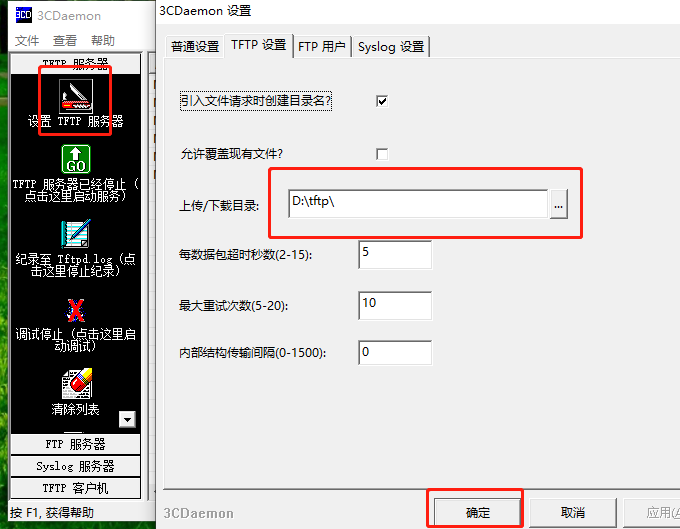 3CDaemon
文件 查看 帮助
TFTP 服务器
设置 TFTP 服务器
GO
TFTP 服务器已经停止 (
点击这里启动服务)
纪录至 Tftpd.log (点
击这里停止纪录)
调试停止 (点击这里启
动调试)
清除列表
FTP 服务器
Syslog 服务器
TFTP 客户机
按 F1, 获得帮助
3CDaemon 设置
普通设置 TFTP 设置 FTP 用户 Syslog 设置
引入文件请求时创建目录名?
允许覆盖现有文件?
上传/下载目录: D:\tftp\ ...
每数据包超时秒数(2-15): 5
最大重试次数(5-20): 10
内部结构传输间隔(0-1500): 0
3CDaemon 确定 取消 应用(A